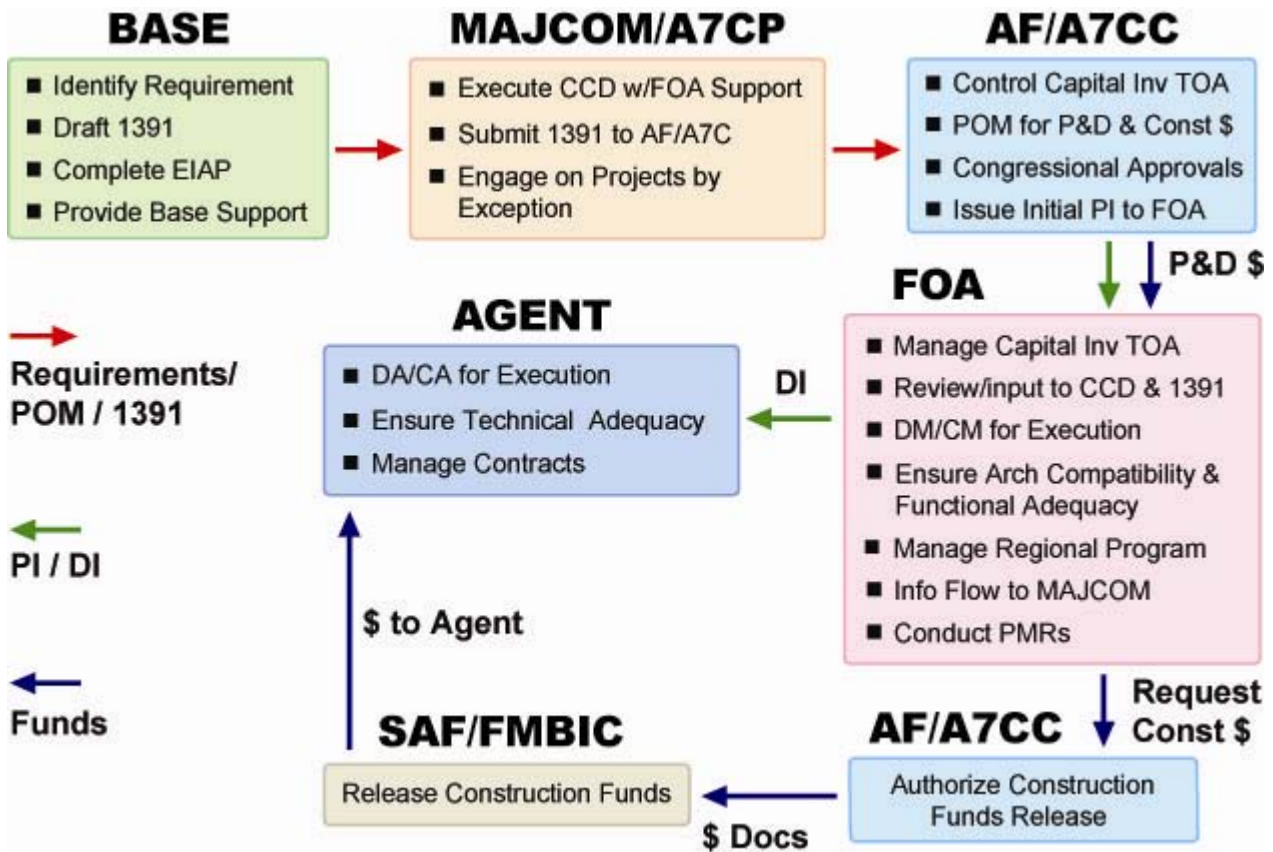 BASE
■ Identify Requirement
■ Draft 1391
■ Complete EIAP
■ Provide Base Support
MAJCOM/A7CP
■ Execute CCD w/FOA Support
■ Submit 1391 to AF/A7C
■ Engage on Projects by
Exception
AF/A7CC
■ Control Capital Inv TOA
■ POM for P&D & Const $
■ Congressional Approvals
■ Issue Initial PI to FOA
P&D $
FOA
■ Manage Capital Inv TOA
■ Review/input to CCD & 1391
■ DM/CM for Execution
■ Ensure Arch Compatibility &
Functional Adequacy
■ Manage Regional Program
■ Info Flow to MAJCOM
■ Conduct PMRs
DI
AGENT
■ DA/CA for Execution
■ Ensure Technical Adequacy
■ Manage Contracts
Requirements/
POM / 1391
PI / DI
Funds
$ to Agent
Request
Const $
AF/A7CC
Authorize Construction
Funds Release
$ Docs
SAF/FMBIC
Release Construction Funds